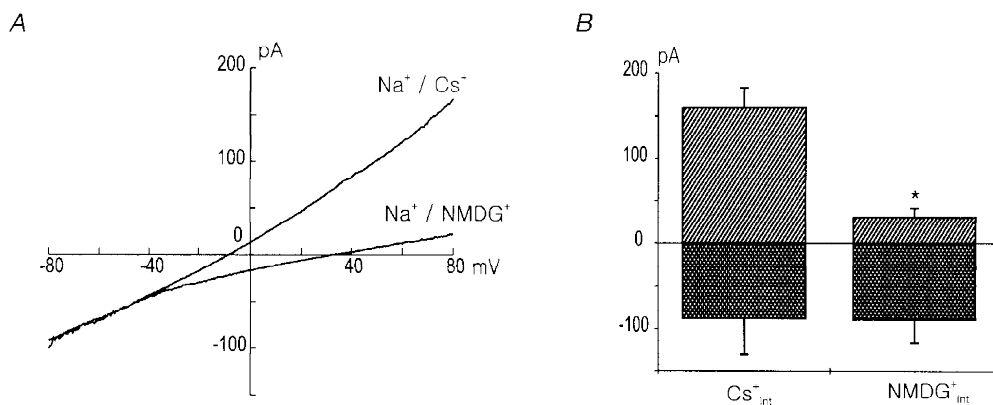 A
pA
200
Na⁺ / Cs⁺
100
Na⁺ / NMDG⁺
0
-80
-40
40
80
mV
-100
B
pA
200
100
*
0
-100
Cs⁺int
NMDG⁺int